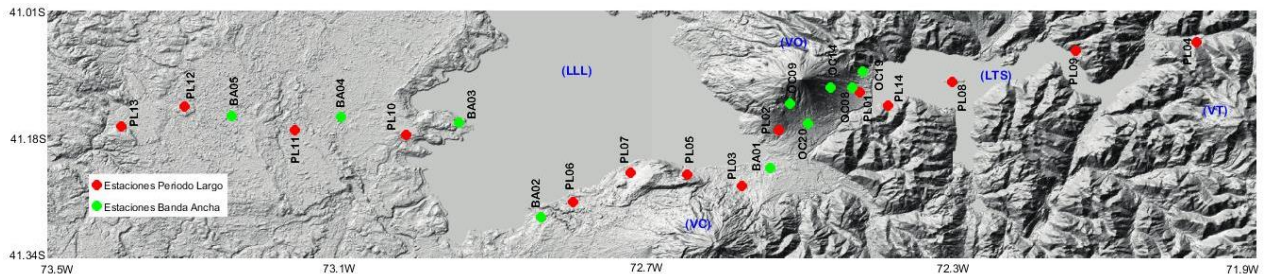 41.01S
(VO)
OC14
PL04
PL09
PL12
BA05
BA04
PL10
BA03
(LLL)
OC09
OC19
(LTS)
PL13
PL11
OC08
PL01
PL14
PL08
(VT)
41.18S
PL02
OC20
PL07
PL05
BA01
PL03
PL06
BA02
Estaciones Periodo Largo
Estaciones Banda Ancha
(VC)
41.34S
73.5W
73.1W
72.7W
72.3W
71.9W